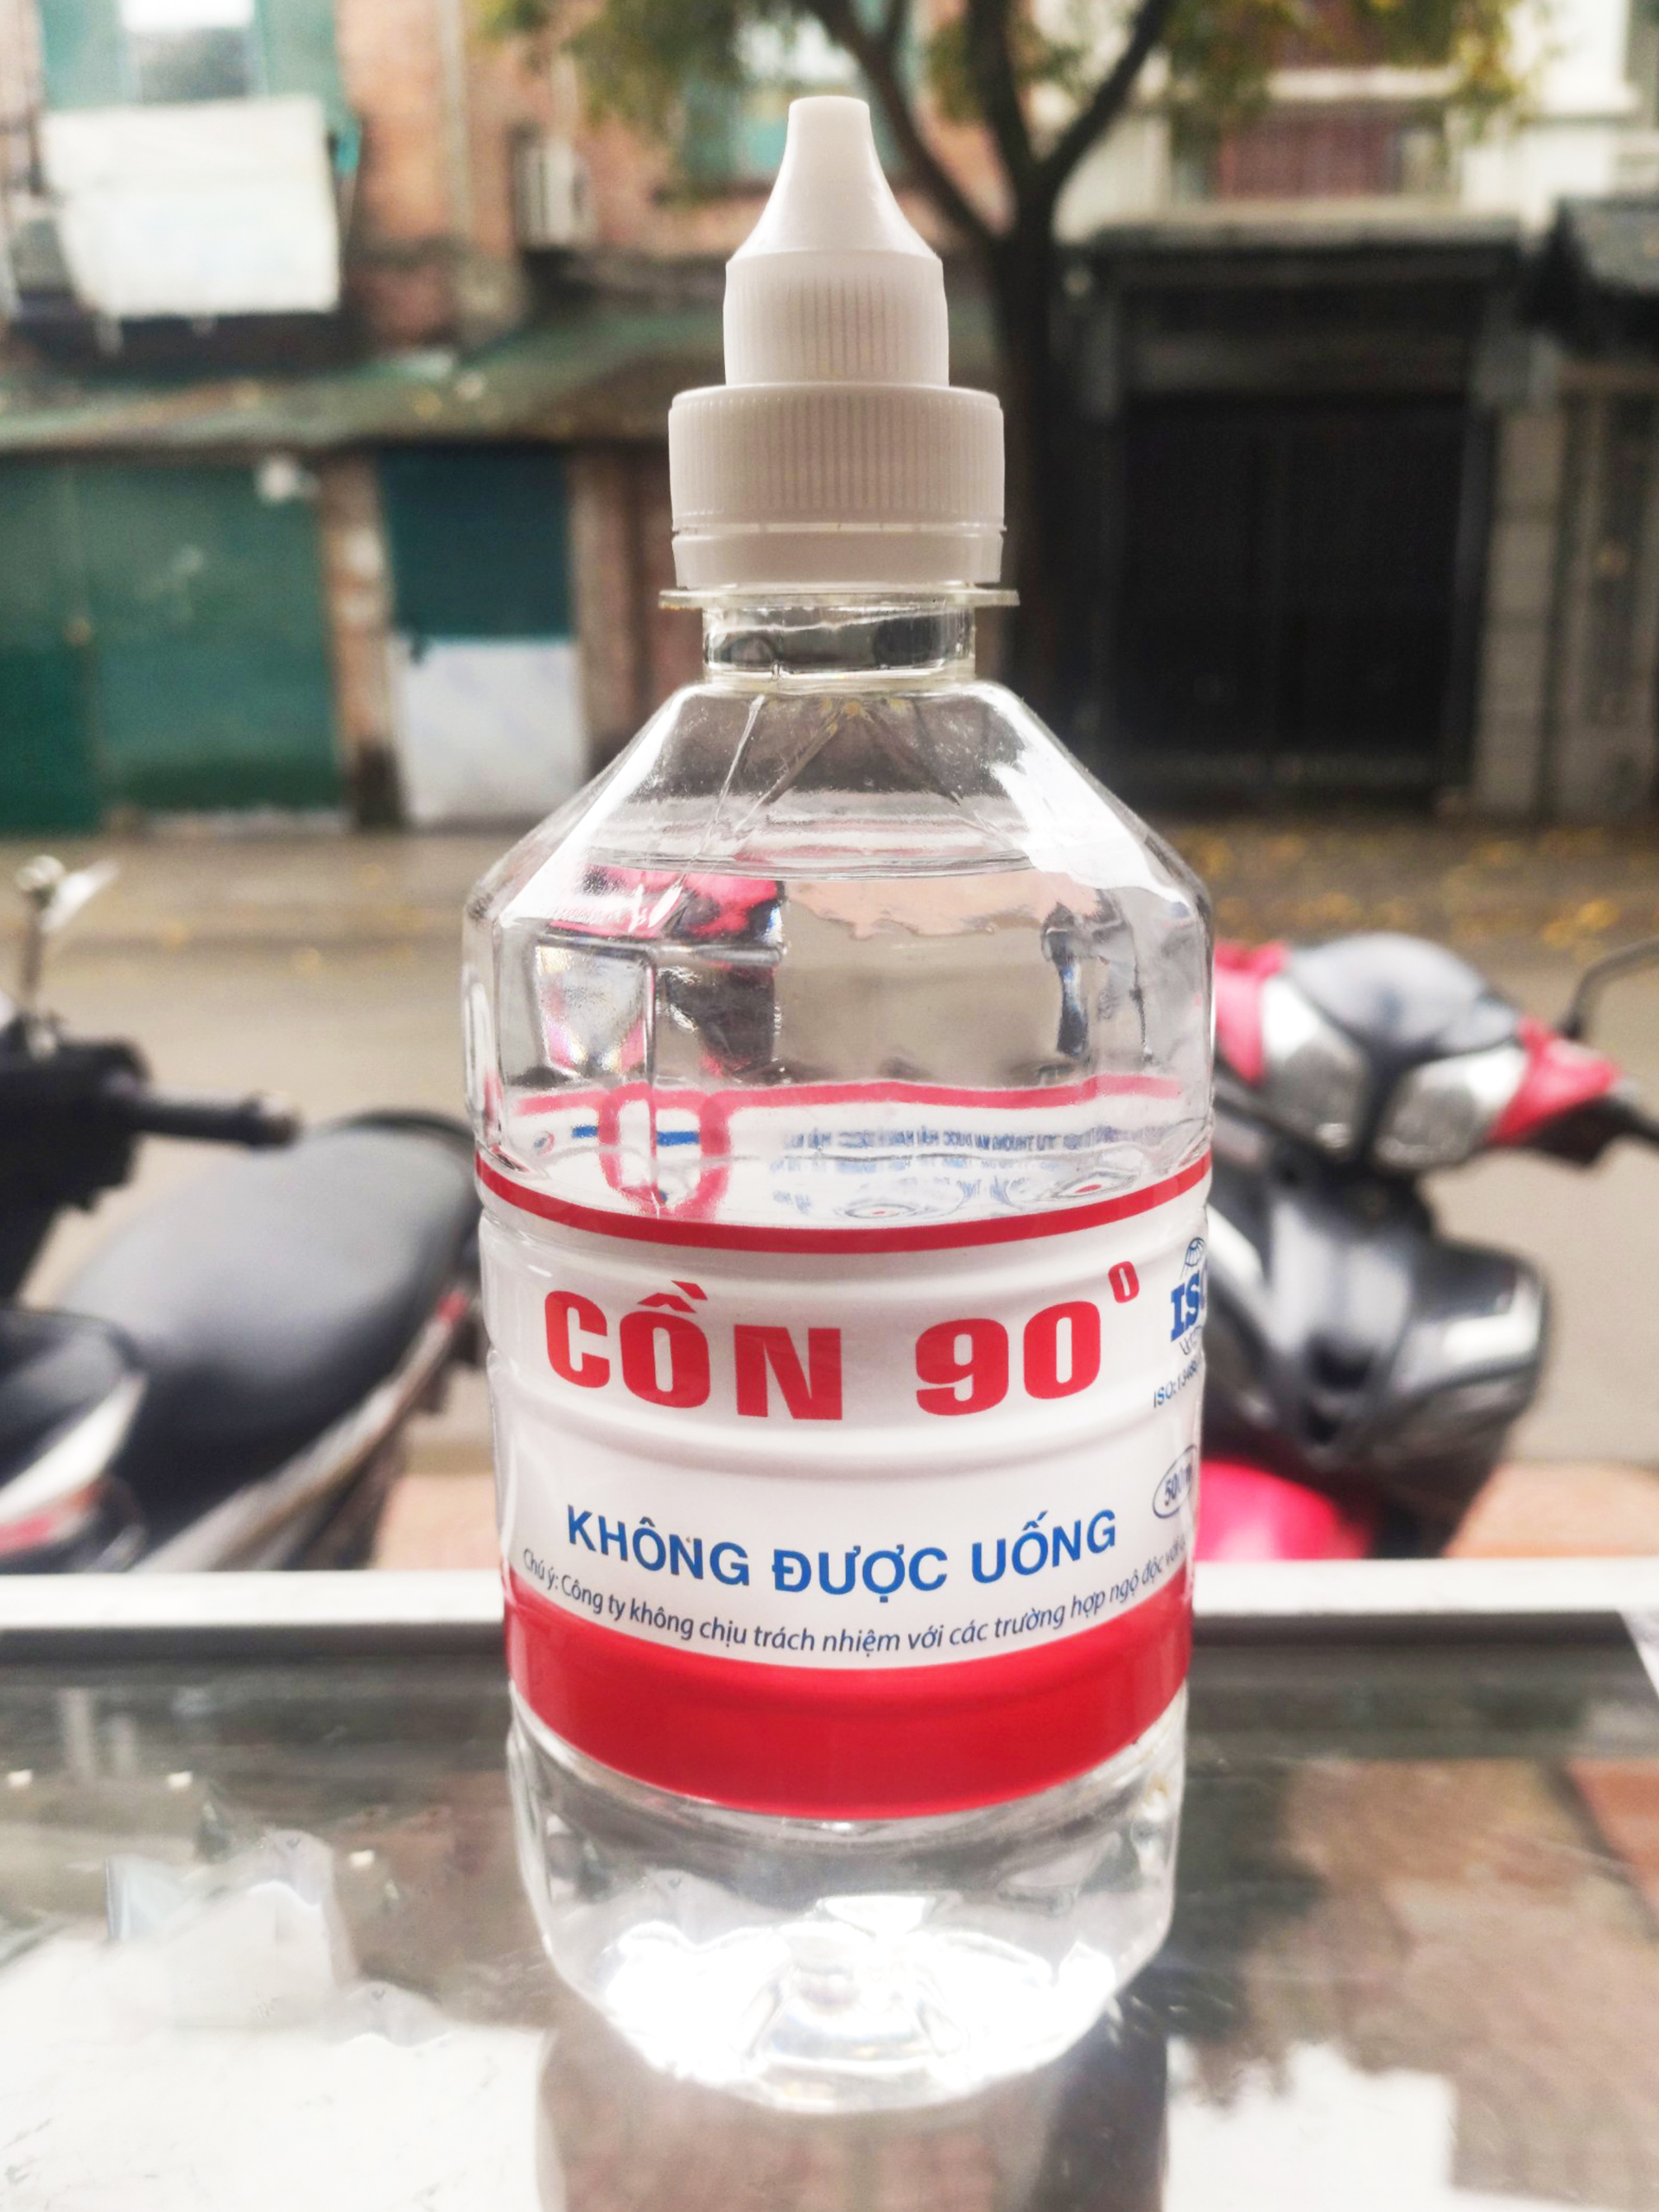 CỒN 90⁰
KHÔNG ĐƯỢC UỐNG
Chú ý: Công ty không chịu trách nhiệm với các trường hợp ngộ độc